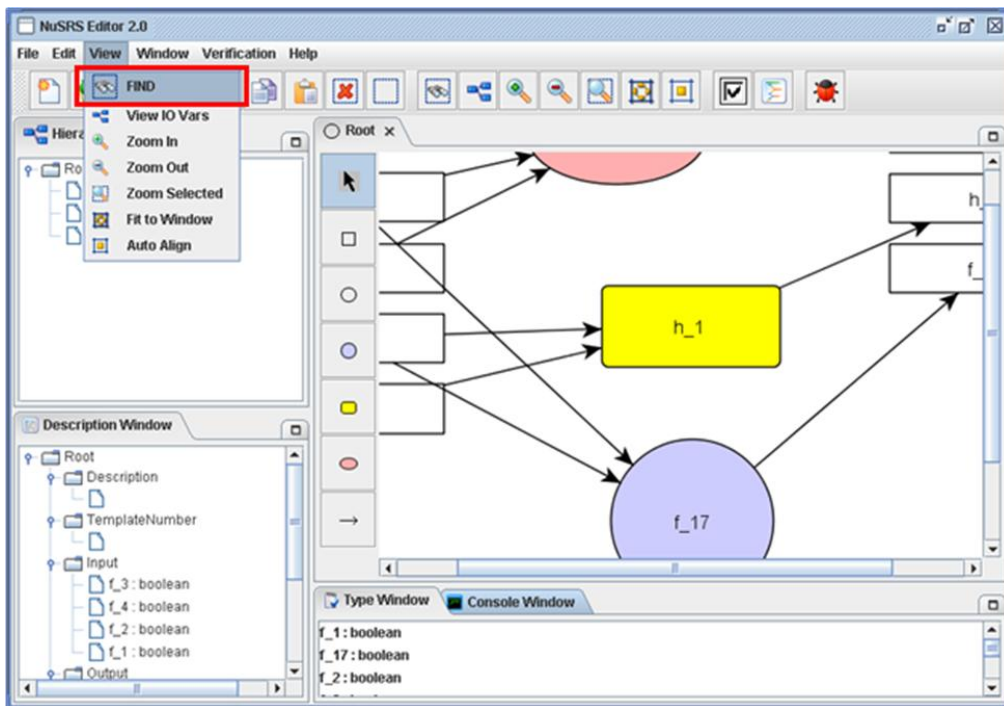 NuSRS Editor 2.0
File Edit View Window Verification Help
FIND
View IO Vars
Zoom In
Zoom Out
Zoom Selected
Fit to Window
Auto Align
Root
h_1
f_17
Description Window
Root
Description
TemplateNumber
Input
f_3 : boolean
f_4 : boolean
f_2 : boolean
f_1 : boolean
Output
Type Window Console Window
f_1 : boolean
f_17 : boolean
f_2 : boolean